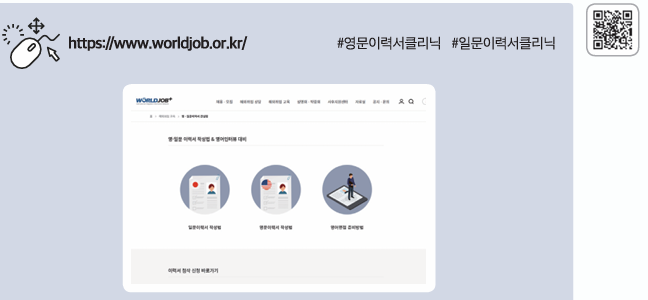 https://www.worldjob.or.kr/
#영문이력서클리닉 #일문이력서클리닉
WORLDJOB+
영·일문 이력서 작성법 & 영어인터뷰 대비
일문이력서 작성법
영문이력서 작성법
영어면접 준비방법
이력서 첨삭 신청 바로가기